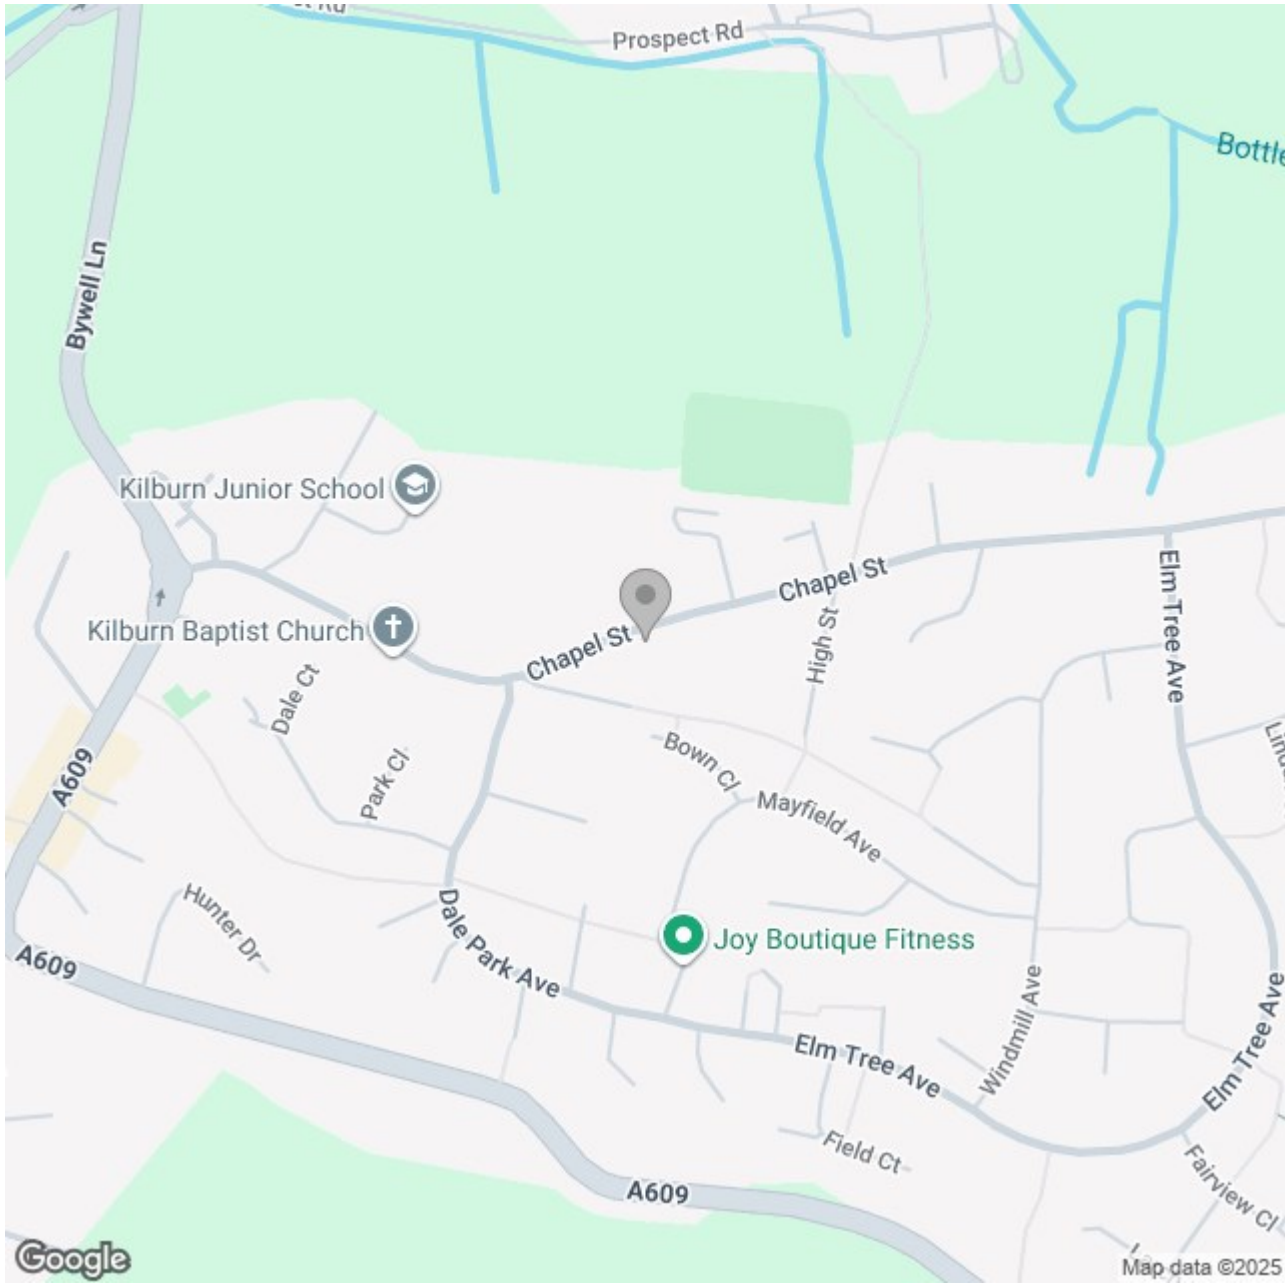 Prospect Rd
Bywell Ln
Kilburn Junior School
Chapel St
Elm Tree Ave
Kilburn Baptist Church
Chapel St
High St
Dale Ct
Bown Cl
A609
Park Cl
Mayfield Ave
Hunter Dr
Dale Park Ave
Joy Boutique Fitness
A609
Windmill Ave
Elm Tree Ave
Elm Tree Ave
Field Ct
Fairview Cl
A609
Google
Map data ©2025